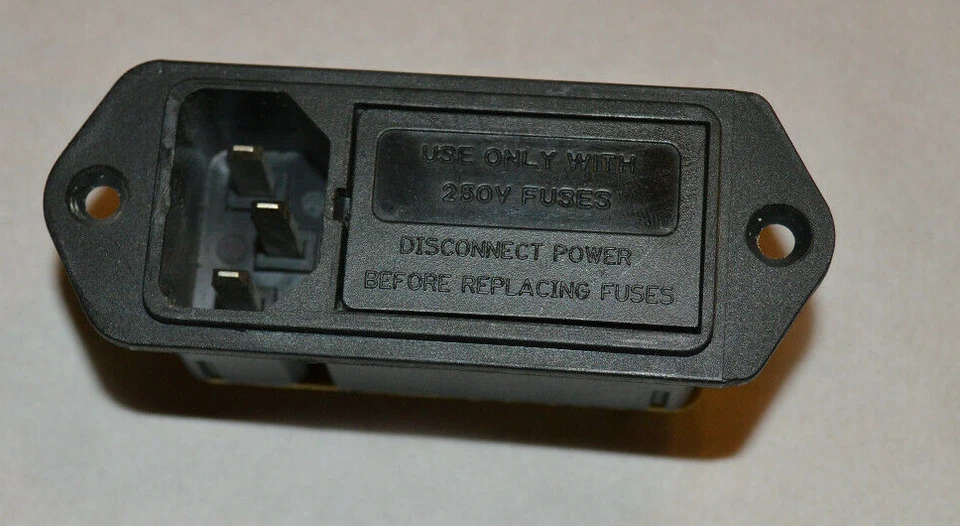 USE ONLY WITH
250V FUSES
DISCONNECT POWER
BEFORE REPLACING FUSES